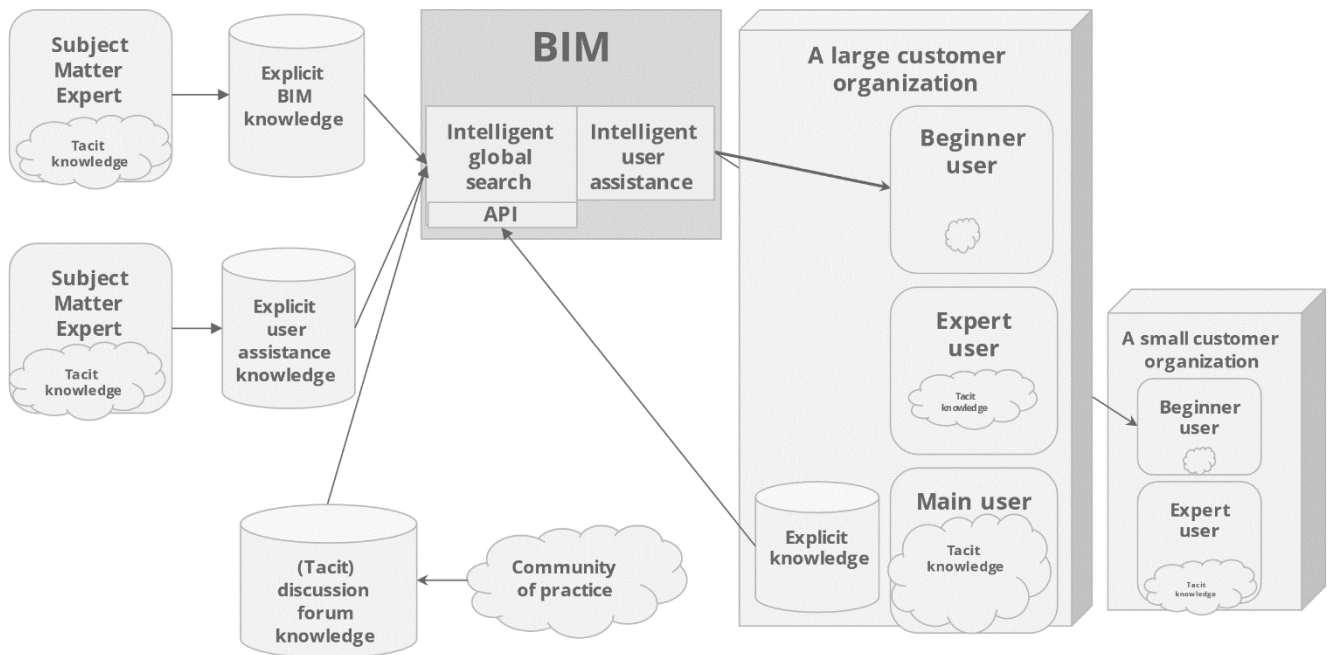 Subject
Matter
Expert
Tacit
knowledge
Explicit
BIM
knowledge
BIM
Intelligent
global
search
API
Intelligent
user
assistance
A large customer
organization
Beginner
user
Subject
Matter
Expert
Tacit
knowledge
Explicit
user
assistance
knowledge
Expert
user
Tacit
knowledge
A small customer
organization
Beginner
user
Expert
user
Tacit
knowledge
Main user
Tacit
knowledge
Explicit
knowledge
(Tacit)
discussion
forum
knowledge
Community
of practice